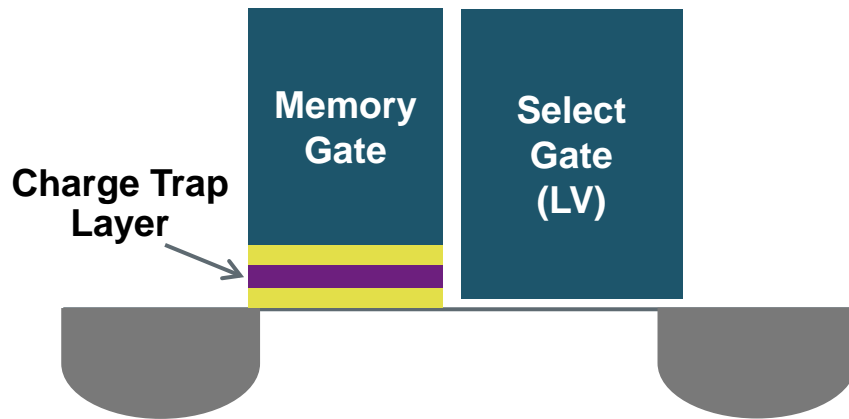 Memory
Gate
Select
Gate
(LV)
Charge Trap
Layer